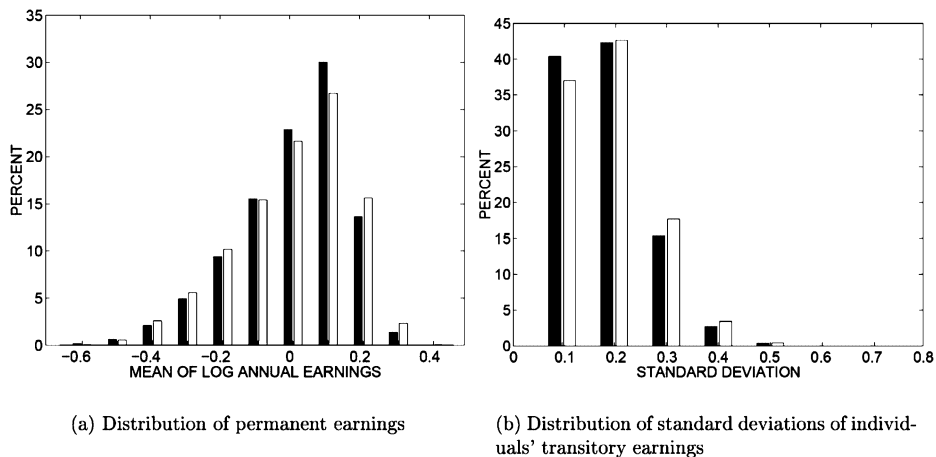 35
30
25
20
15
10
5
0
PERCENT
−0.6 −0.4 −0.2 0 0.2 0.4
MEAN OF LOG ANNUAL EARNINGS
(a) Distribution of permanent earnings
45
40
35
30
25
20
15
10
5
0
PERCENT
0 0.1 0.2 0.3 0.4 0.5 0.6 0.7 0.8
STANDARD DEVIATION
(b) Distribution of standard deviations of individ-
uals' transitory earnings